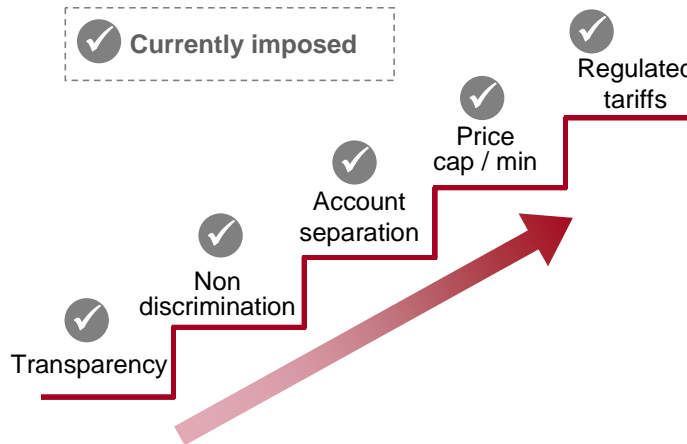 Currently imposed
Regulated
tariffs
Price
cap / min
Account
separation
Non
discrimination
Transparency